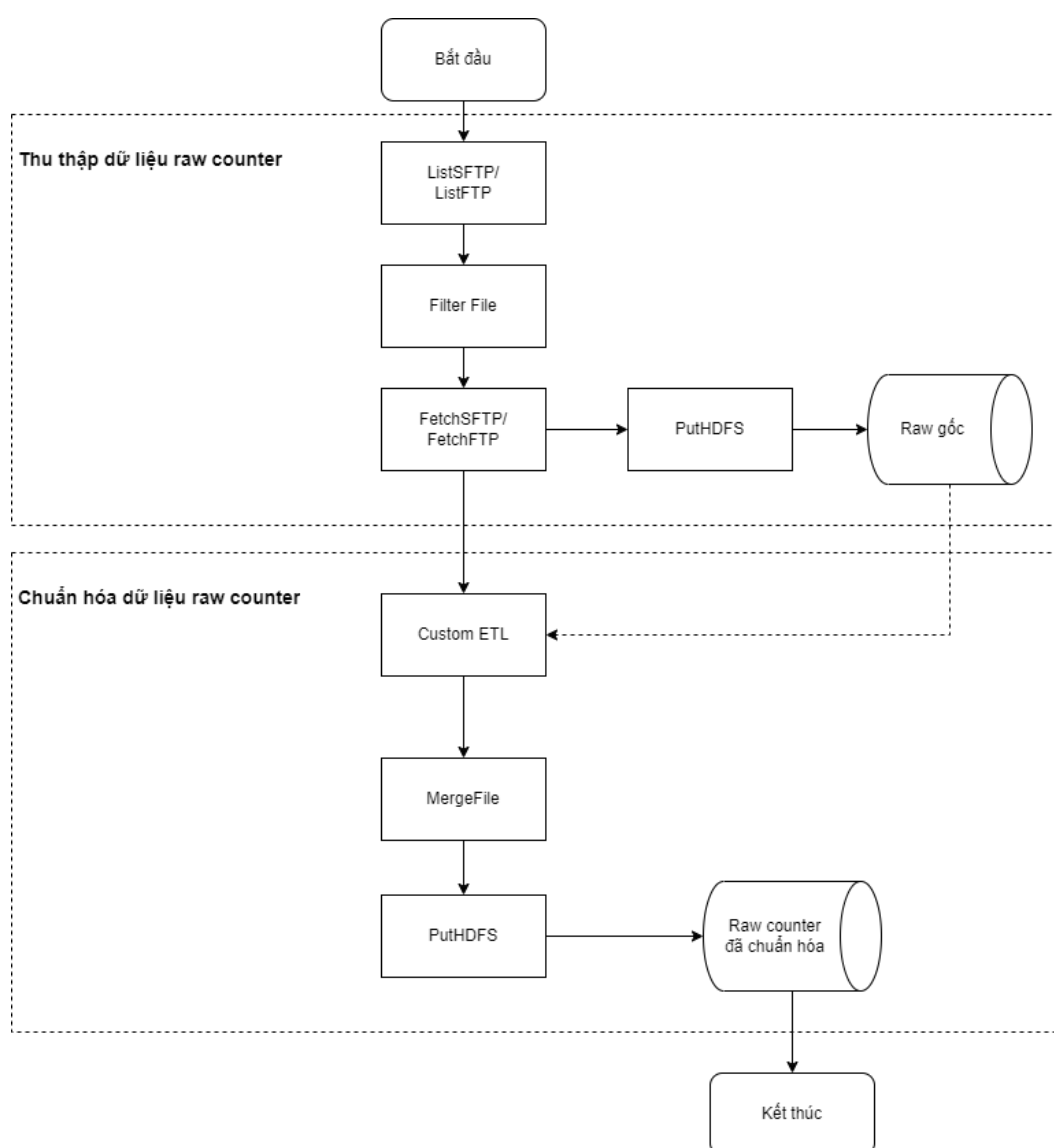 Bắt đầu
Thu thập dữ liệu raw counter
ListSFTP/
ListFTP
Filter File
FetchSFTP/
FetchFTP
PutHDFS
Raw gốc
Chuẩn hóa dữ liệu raw counter
Custom ETL
MergeFile
PutHDFS
Raw counter
đã chuẩn hóa
Kết thúc